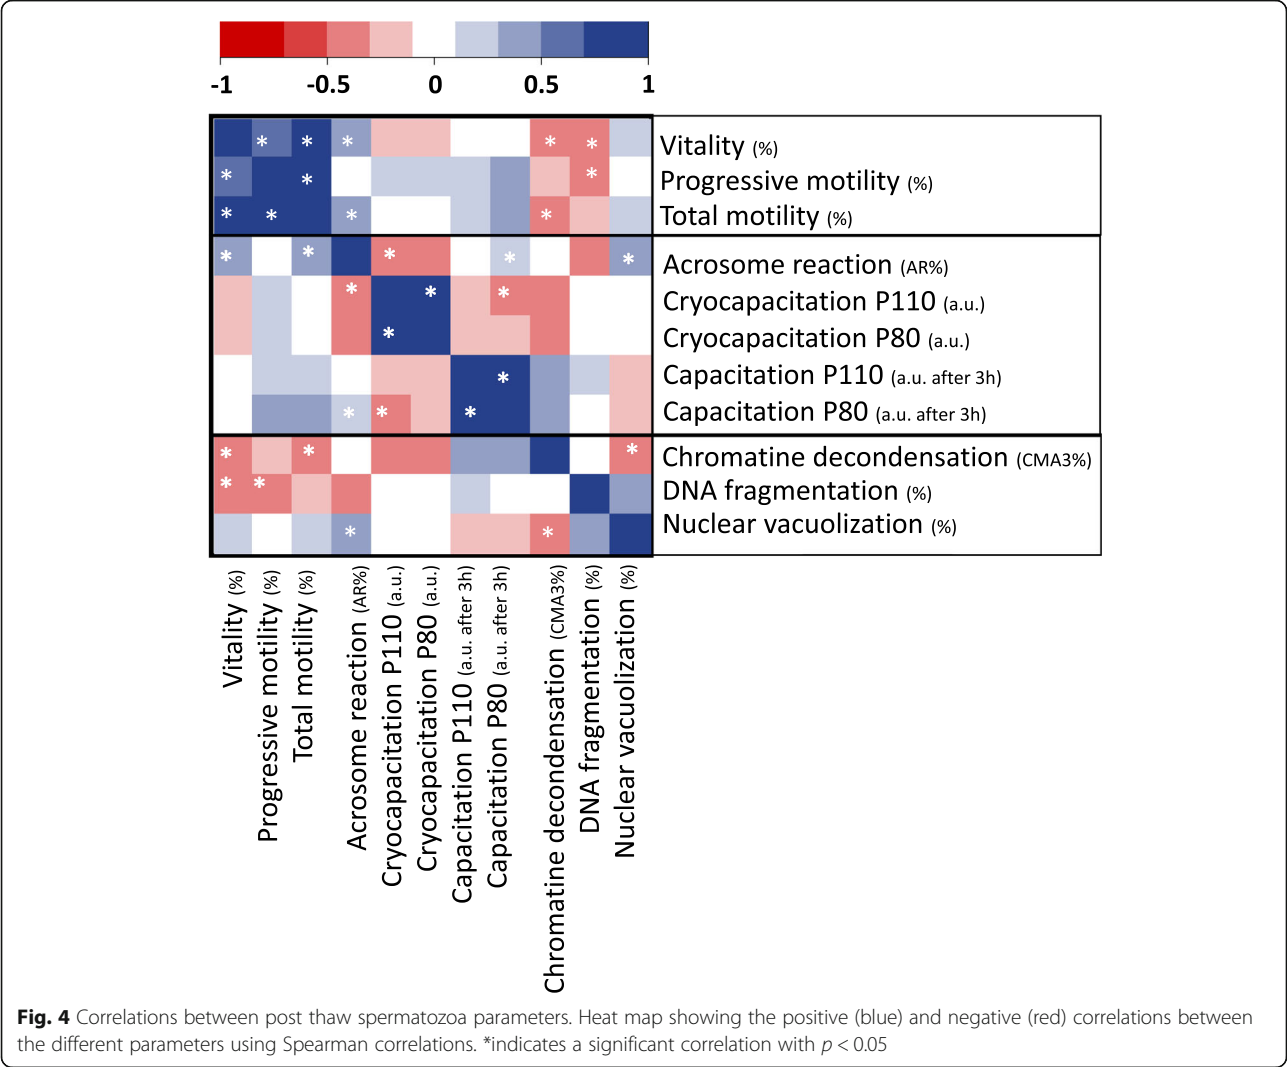 -1 -0.5 0 0.5 1
* * * * * *
Vitality (%)
* * *
Progressive motility (%)
* * * *
Total motility (%)
* * * * *
Acrosome reaction (AR%)
* * *
Cryocapacitation P110 (a.u.)
*
Cryocapacitation P80 (a.u.)
*
Capacitation P110 (a.u. after 3h)
* * *
Capacitation P80 (a.u. after 3h)
* * *
Chromatine decondensation (CMA3%)
* *
DNA fragmentation (%)
* *
Nuclear vacuolization (%)
Vitality (%)
Progressive motility (%)
Total motility (%)
Acrosome reaction (AR%)
Cryocapacitation P110 (a.u.)
Cryocapacitation P80 (a.u.)
Capacitation P110 (a.u. after 3h)
Capacitation P80 (a.u. after 3h)
Chromatine decondensation (CMA3%)
DNA fragmentation (%)
Nuclear vacuolization (%)
Fig. 4 Correlations between post thaw spermatozoa parameters. Heat map showing the positive (blue) and negative (red) correlations between
the different parameters using Spearman correlations. *indicates a significant correlation with p < 0.05